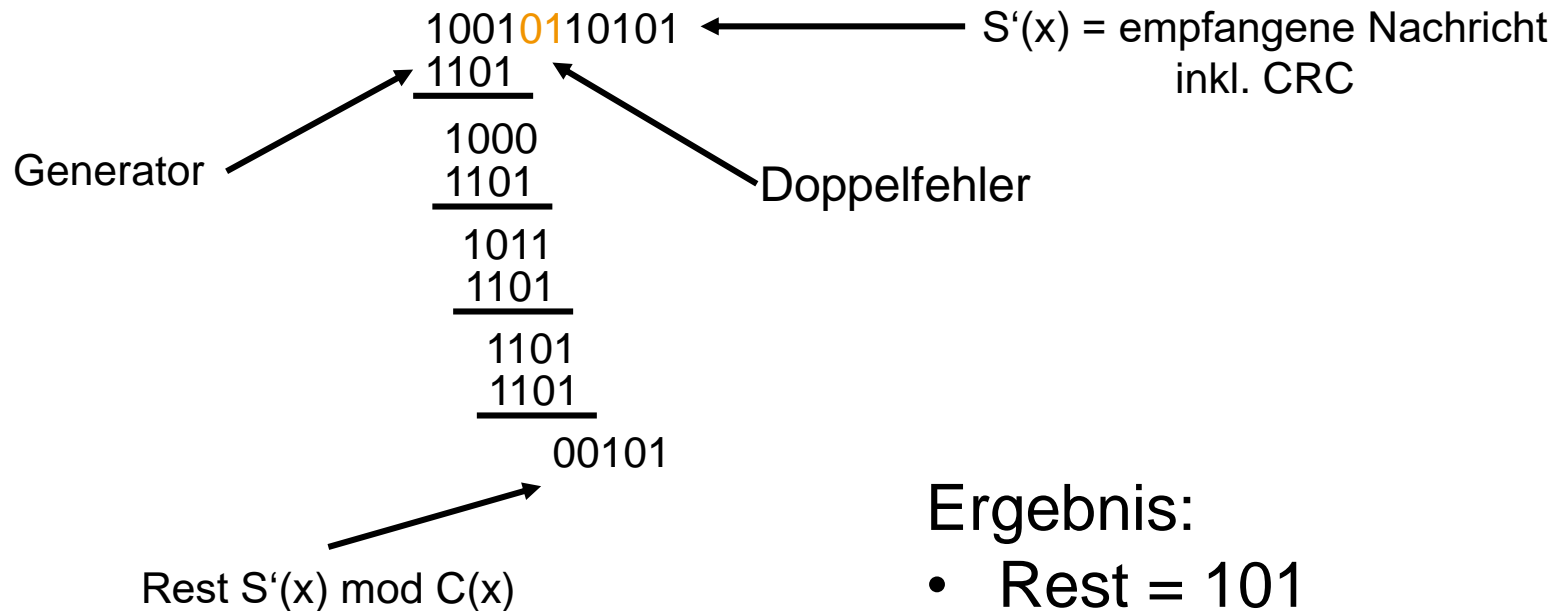 10010110101 S‘(x) = empfangene Nachricht
1101 inkl. CRC
1000
Generator
1101 Doppelfehler
1011
1101
1101
1101
00101
Ergebnis:
Rest S‘(x) mod C(x)
• Rest = 101